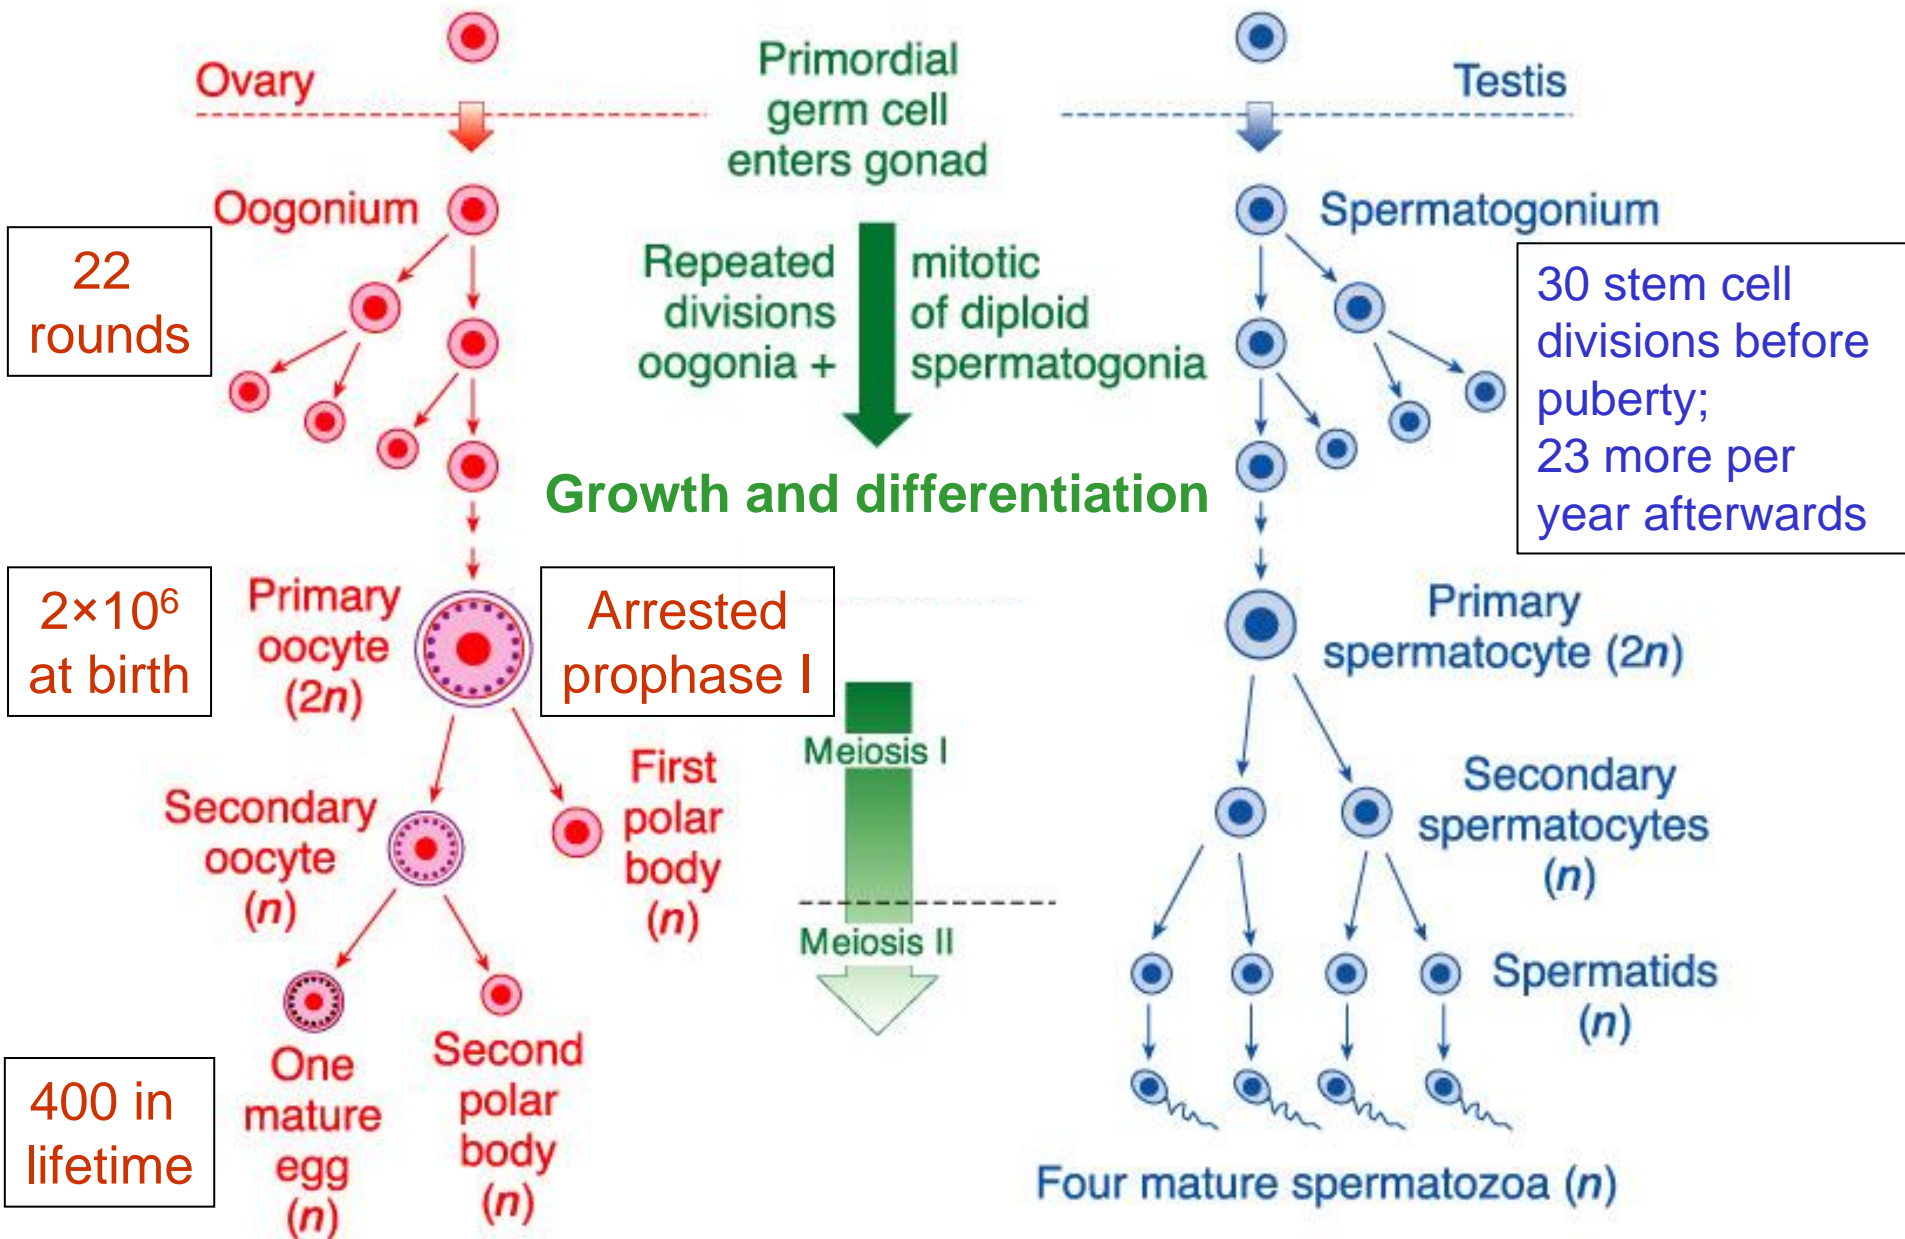 Ovary
Primordial
germ cell
enters gonad
Testis
Oogonium
Spermatogonium
22
rounds
Repeated mitotic
divisions of diploid
oogonia + spermatogonia
30 stem cell
divisions before
puberty;
23 more per
year afterwards
Growth and differentiation
2×10⁶
at birth
Primary
oocyte
(2n)
Arrested
prophase I
Primary
spermatocyte (2n)
Meiosis I
First
polar
body
(n)
Secondary
oocyte
(n)
Secondary
spermatocytes
(n)
Meiosis II
Spermatids
(n)
400 in
lifetime
One
mature
egg
(n)
Second
polar
body
(n)
Four mature spermatozoa (n)